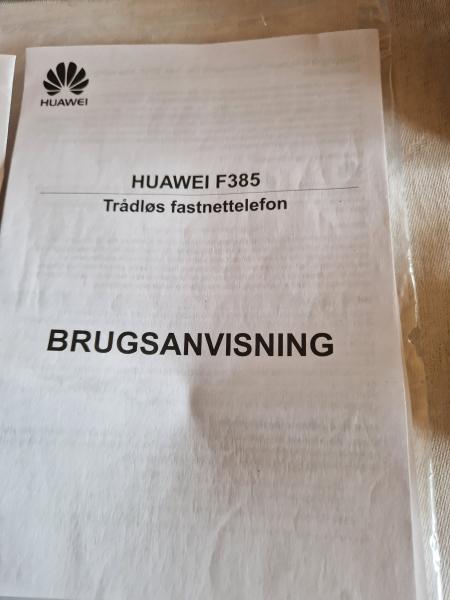 HUAWEI
HUAWEI F385
Trådløs fastnettelefon
BRUGSANVISNING